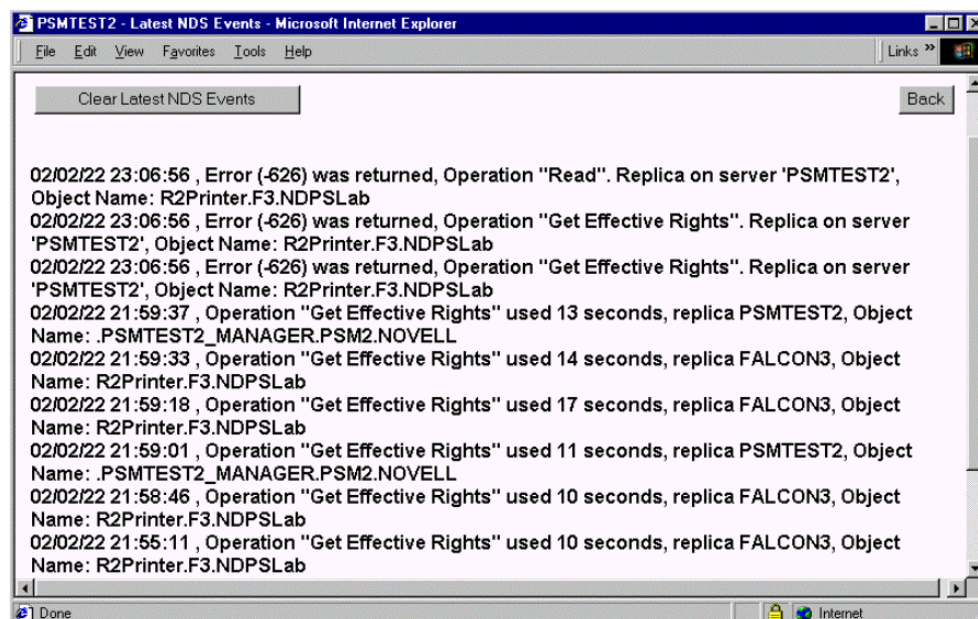 PSMTEST2 - Latest NDS Events - Microsoft Internet Explorer
File Edit View Favorites Tools Help Links »
Clear Latest NDS Events Back
02/02/22 23:06:56 , Error (-626) was returned, Operation "Read". Replica on server 'PSMTEST2',
Object Name: R2Printer.F3.NDPSLab
02/02/22 23:06:56 , Error (-626) was returned, Operation "Get Effective Rights". Replica on server
'PSMTEST2', Object Name: R2Printer.F3.NDPSLab
02/02/22 23:06:56 , Error (-626) was returned, Operation "Get Effective Rights". Replica on server
'PSMTEST2', Object Name: R2Printer.F3.NDPSLab
02/02/22 21:59:37 , Operation "Get Effective Rights" used 13 seconds, replica PSMTEST2, Object
Name: .PSMTEST2_MANAGER.PSM2.NOVELL
02/02/22 21:59:33 , Operation "Get Effective Rights" used 14 seconds, replica FALCON3, Object
Name: R2Printer.F3.NDPSLab
02/02/22 21:59:18 , Operation "Get Effective Rights" used 17 seconds, replica FALCON3, Object
Name: R2Printer.F3.NDPSLab
02/02/22 21:59:01 , Operation "Get Effective Rights" used 11 seconds, replica PSMTEST2, Object
Name: .PSMTEST2_MANAGER.PSM2.NOVELL
02/02/22 21:58:46 , Operation "Get Effective Rights" used 10 seconds, replica FALCON3, Object
Name: R2Printer.F3.NDPSLab
02/02/22 21:55:11 , Operation "Get Effective Rights" used 10 seconds, replica FALCON3, Object
Name: R2Printer.F3.NDPSLab
Done Internet